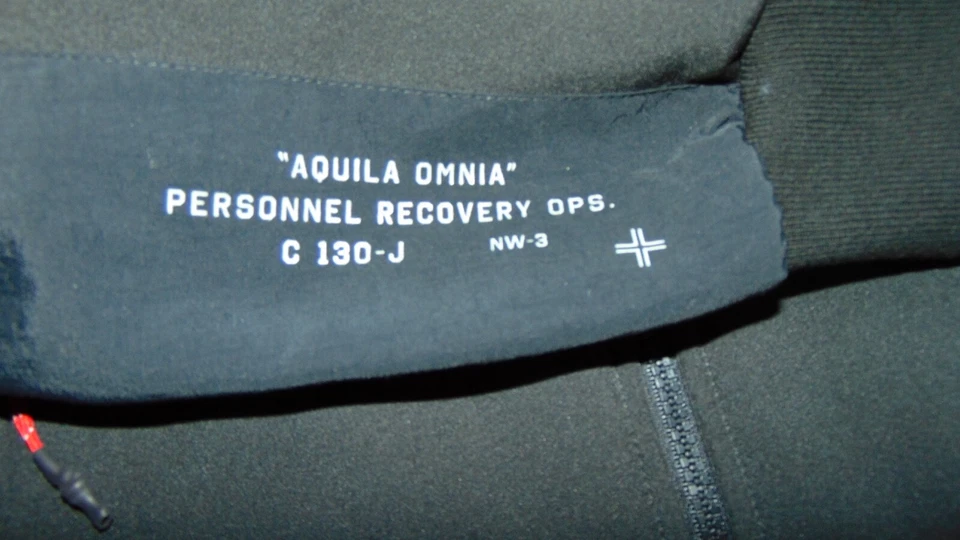 "AQUILA OMNIA"
PERSONNEL RECOVERY OPS.
C 130-J NW-3